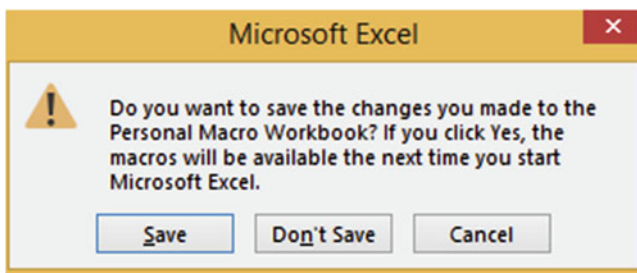 Microsoft Excel
Do you want to save the changes you made to the
Personal Macro Workbook? If you click Yes, the
macros will be available the next time you start
Microsoft Excel.
Save Don't Save Cancel